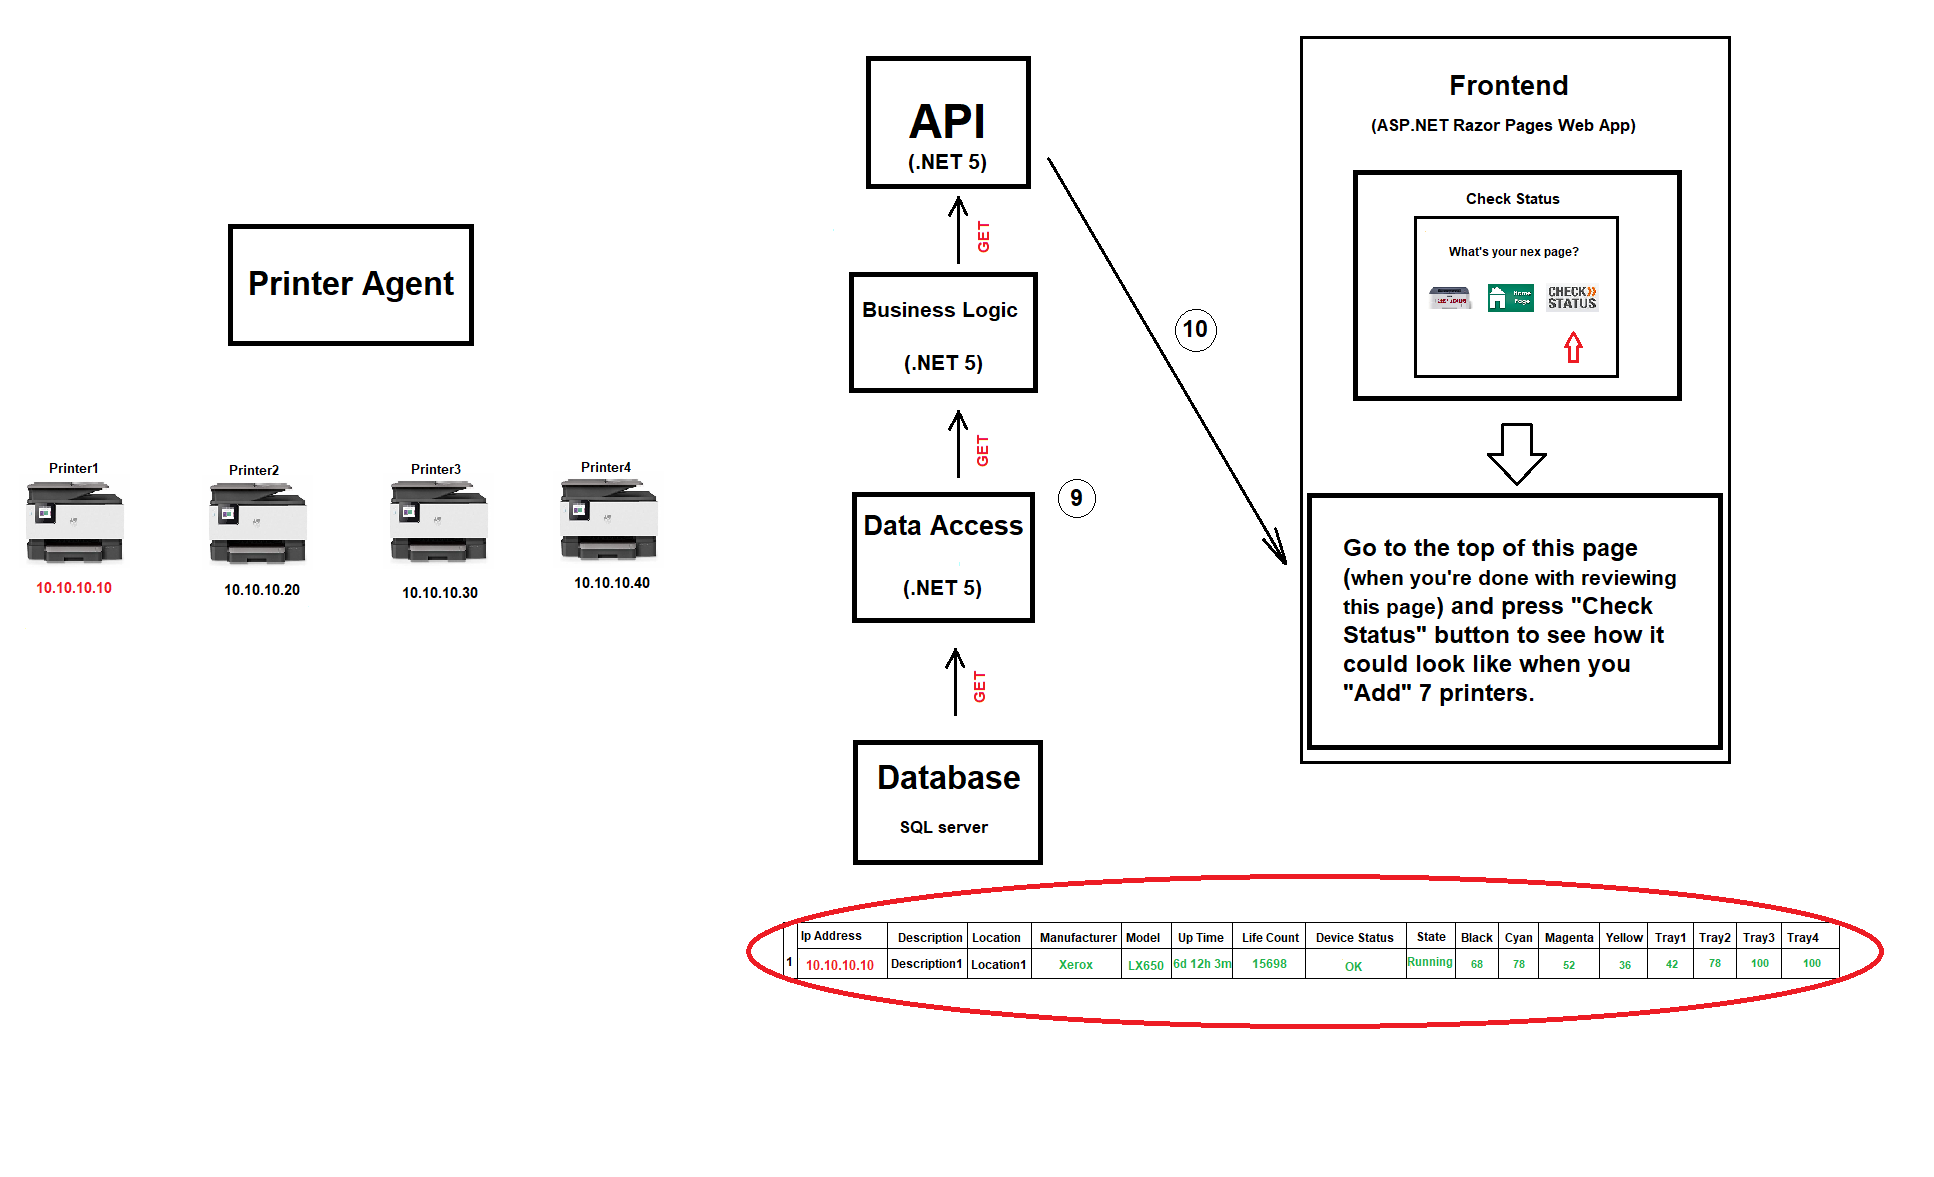 Printer Agent
Printer1
Printer2
Printer3
Printer4
10.10.10.10
10.10.10.20
10.10.10.30
10.10.10.40
API
(.NET 5)
GET
Business Logic
(.NET 5)
GET
Data Access
(.NET 5)
9
GET
Database
SQL server
10
Frontend
(ASP.NET Razor Pages Web App)
Check Status
What's your nex page?
Home
Page
CHECK
STATUS
Go to the top of this page
(when you're done with reviewing
this page) and press "Check
Status" button to see how it
could look like when you
"Add" 7 printers.
Ip Address Description Location Manufacturer Model Up Time Life Count Device Status State Black Cyan Magenta Yellow Tray1 Tray2 Tray3 Tray4
1 10.10.10.10 Description1 Location1 Xerox LX650 6d 12h 3m 15698 OK Running 68 78 52 36 42 78 100 100